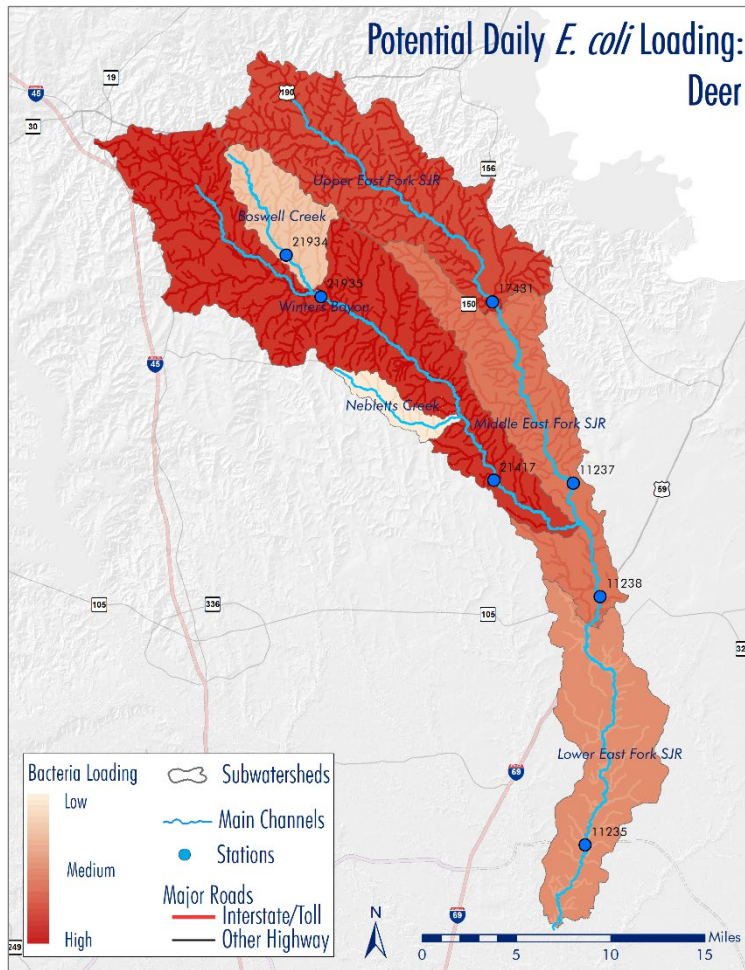 Potential Daily E. coli Loading:
Deer
19
45
30
190
156
Upper East Fork SJR
Boswell Creek
21934
21935
17431
150
Winters Bayou
45
Nebletts Creek
Middle East Fork SJR
21417
11237
59
11238
105
336
105
32
Lower East Fork SJR
69
11235
69
249
Bacteria Loading
Low
Medium
High
Subwatersheds
Main Channels
Stations
Major Roads
Interstate/Toll
Other Highway
N
Miles
0 5 10 15